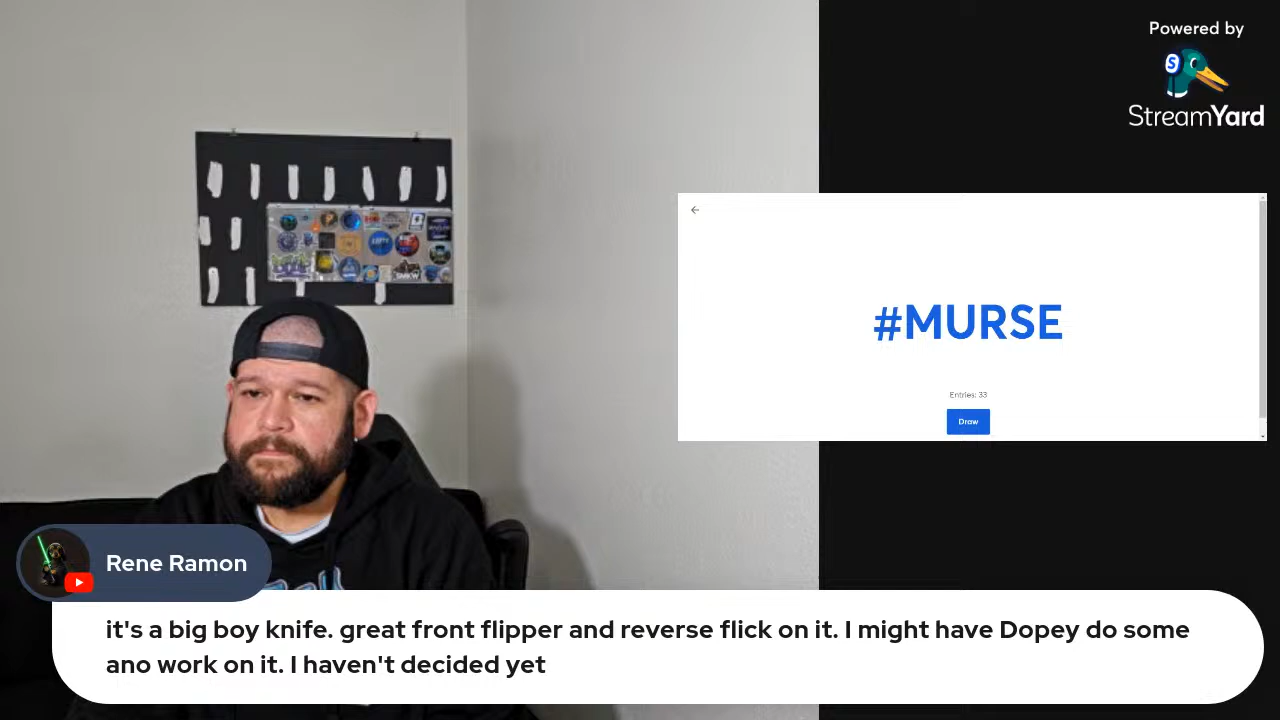 Powered by
S
StreamYard
#MURSE
Entries: 33
Draw
SMKW
Rene Ramon
it's a big boy knife. great front flipper and reverse flick on it. I might have Dopey do some
ano work on it. I haven't decided yet